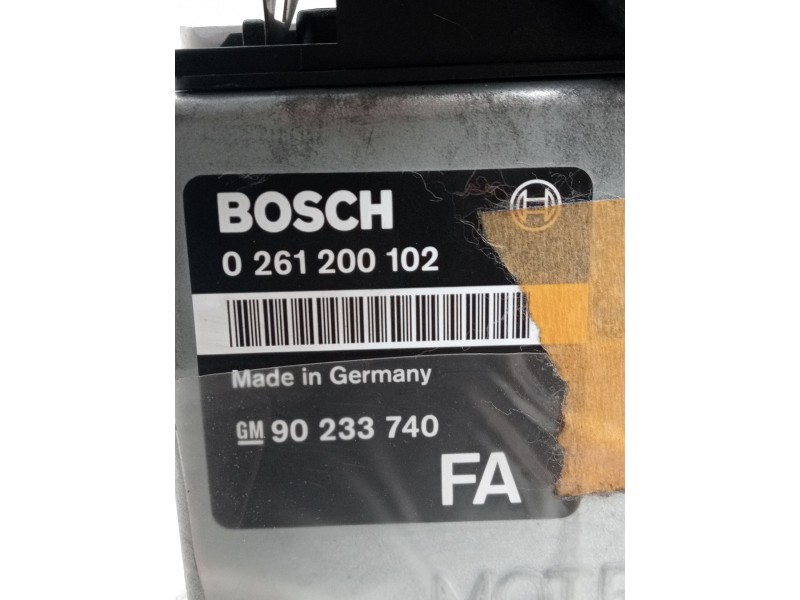 BOSCH
0 261 200 102
Made in Germany
GM 90 233 740
FA